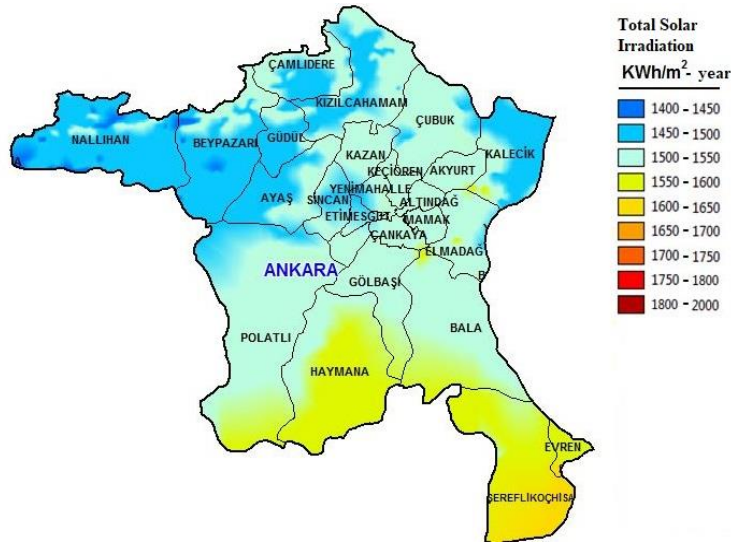 Total Solar
Irradiation
KWh/m²- year
1400 - 1450
1450 - 1500
1500 - 1550
1550 - 1600
1600 - 1650
1650 - 1700
1700 - 1750
1750 - 1800
1800 - 2000
ÇAMLIDERE
KIZILCAHAMAM
NALLIHAN
BEYPAZARI
GÜDÜL
ÇUBUK
KALECİK
A
KAZAN
KEÇİÖREN
AKYURT
AYAŞ
SİNCAN
YENİMAHALLE
ALTINDAĞ
ETİMESGUT
MAMAK
ÇANKAYA
ELMADAĞ
ANKARA
GÖLBAŞI
B
POLATLI
BALA
HAYMANA
EVREN
ŞEREFLİKOÇHİSA